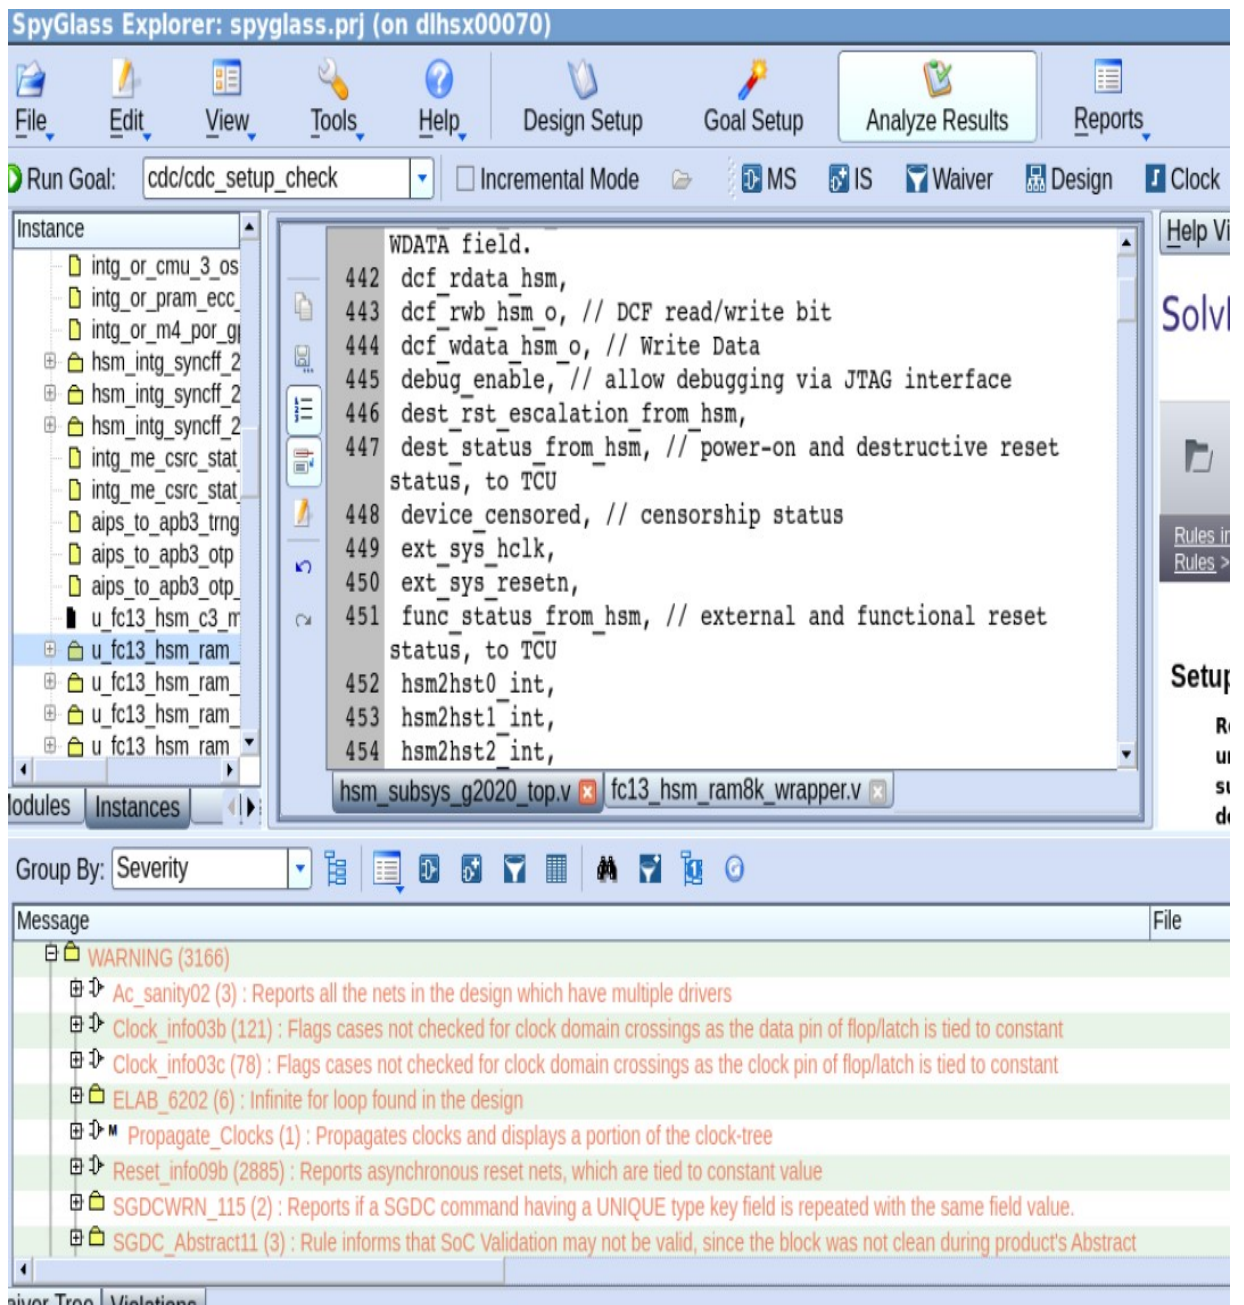 SpyGlass Explorer: spyglass.prj (on dlhsx00070)
File Edit View Tools Help Design Setup Goal Setup Analyze Results Reports
Run Goal: cdc/cdc_setup_check Incremental Mode MS IS Waiver Design Clock
Instance
intg_or_cmu_3_os
intg_or_pram_ecc_
intg_or_m4_por_g
hsm_intg_syncff_2
hsm_intg_syncff_2
hsm_intg_syncff_2
intg_me_csrc_stat
intg_me_csrc_stat
aips_to_apb3_trng
aips_to_apb3_otp
aips_to_apb3_otp_
u_fc13_hsm_c3_m
u_fc13_hsm_ram_
u_fc13_hsm_ram_
u_fc13_hsm_ram_
u_fc13_hsm_ram
Modules Instances
WDATA field.
442 dcf_rdata_hsm,
443 dcf_rwb_hsm_o, // DCF read/write bit
444 dcf_wdata_hsm_o, // Write Data
445 debug_enable, // allow debugging via JTAG interface
446 dest_rst_escalation_from_hsm,
447 dest_status_from_hsm, // power-on and destructive reset
status, to TCU
448 device_censored, // censorship status
449 ext_sys_hclk,
450 ext_sys_resetn,
451 func_status_from_hsm, // external and functional reset
status, to TCU
452 hsm2hst0_int,
453 hsm2hst1_int,
454 hsm2hst2_int,
hsm_subsys_g2020_top.v fc13_hsm_ram8k_wrapper.v
Help Vi
Solv
Rules in
Rules >
Setup
R
u
s
d
Group By: Severity
Message File
WARNING (3166)
Ac_sanity02 (3) : Reports all the nets in the design which have multiple drivers
Clock_info03b (121) : Flags cases not checked for clock domain crossings as the data pin of flop/latch is tied to constant
Clock_info03c (78) : Flags cases not checked for clock domain crossings as the clock pin of flop/latch is tied to constant
ELAB_6202 (6) : Infinite for loop found in the design
M Propagate_Clocks (1) : Propagates clocks and displays a portion of the clock-tree
Reset_info09b (2885) : Reports asynchronous reset nets, which are tied to constant value
SGDCWRN_115 (2) : Reports if a SGDC command having a UNIQUE type key field is repeated with the same field value.
SGDC_Abstract11 (3) : Rule informs that SoC Validation may not be valid, since the block was not clean during product's Abstract
aiver Tree Violations